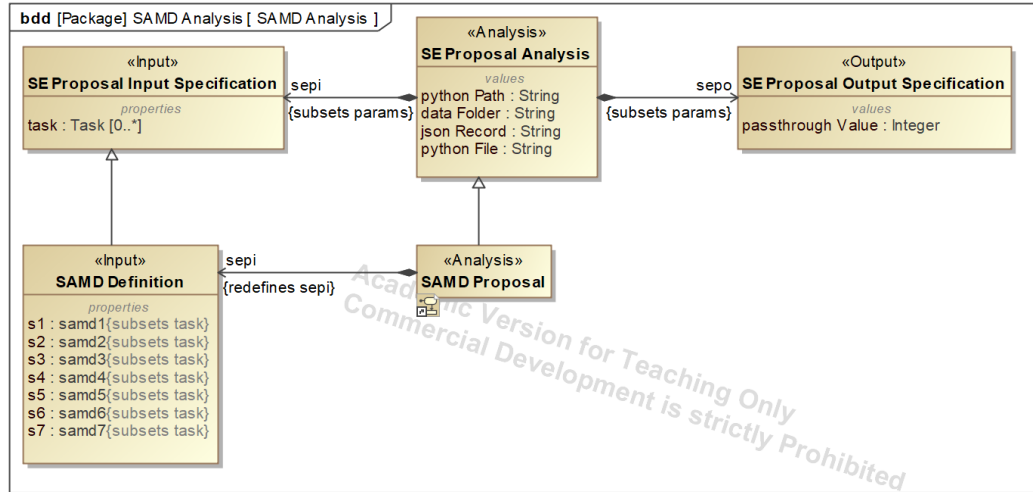 bdd [Package] SAMD Analysis [ SAMD Analysis ]
«Input»
SE Proposal Input Specification
properties
task : Task [0..*]
sepi
{subsets params}
«Analysis»
SE Proposal Analysis
values
python Path : String
data Folder : String
json Record : String
python File : String
sepo
{subsets params}
«Output»
SE Proposal Output Specification
values
passthrough Value : Integer
«Input»
SAMD Definition
properties
s1 : samd1{subsets task}
s2 : samd2{subsets task}
s3 : samd3{subsets task}
s4 : samd4{subsets task}
s5 : samd5{subsets task}
s6 : samd6{subsets task}
s7 : samd7{subsets task}
sepi
{redefines sepi}
«Analysis»
SAMD Proposal
Academic Version for Teaching Only
Commercial Development is strictly Prohibited